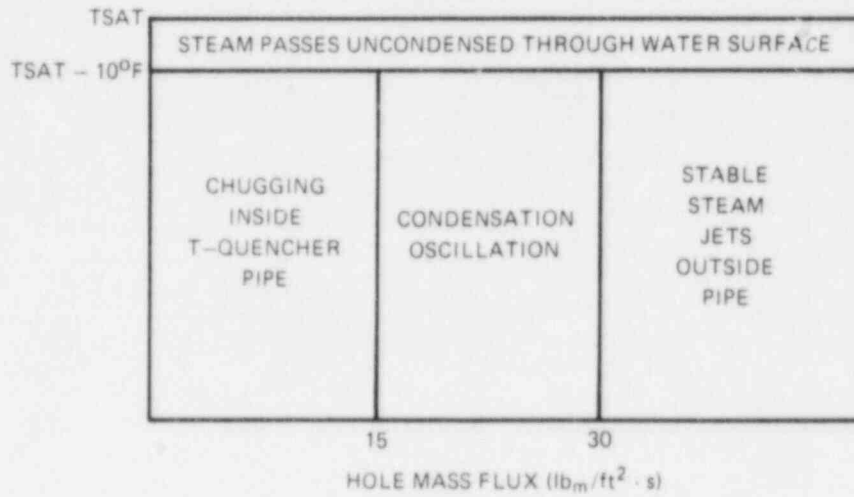 TSAT
STEAM PASSES UNCONDENSED THROUGH WATER SURFACE
TSAT – 10°F
CHUGGING
INSIDE
T–QUENCHER
PIPE
CONDENSATION
OSCILLATION
STABLE
STEAM
JETS
OUTSIDE
PIPE
15
30
HOLE MASS FLUX (lbₘ/ft² · s)